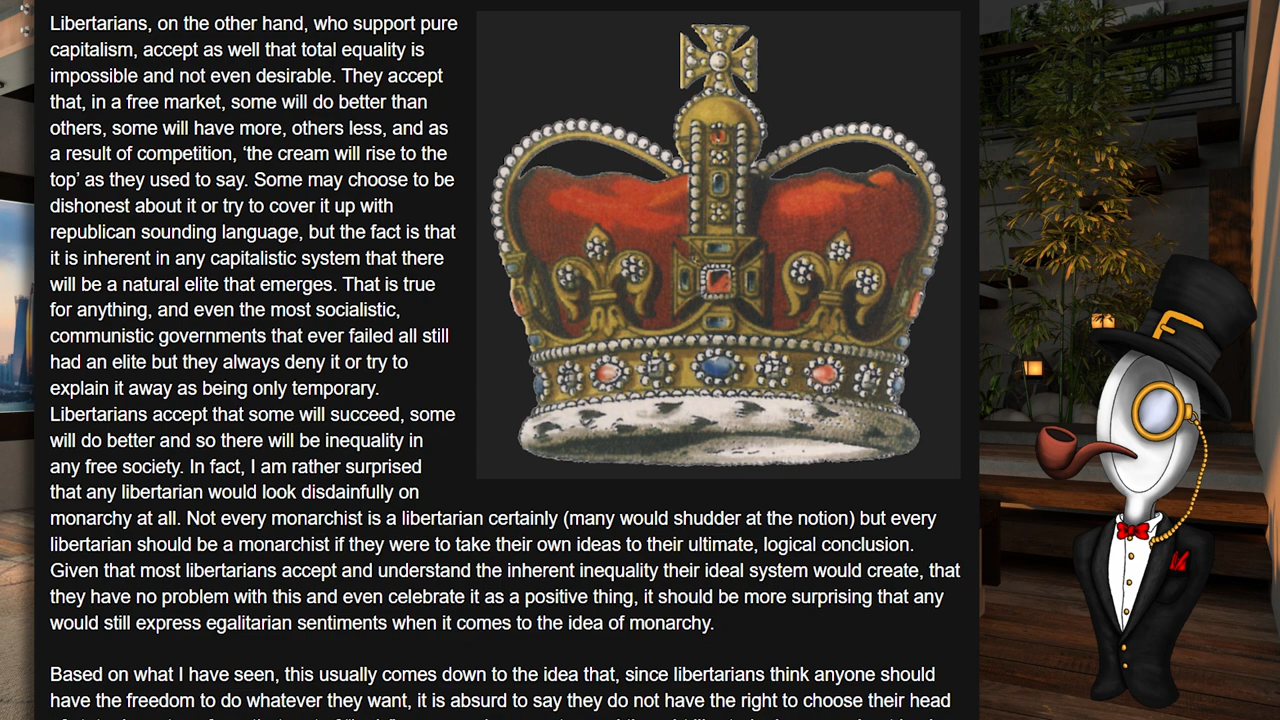 Libertarians, on the other hand, who support pure
capitalism, accept as well that total equality is
impossible and not even desirable. They accept
that, in a free market, some will do better than
others, some will have more, others less, and as
a result of competition, ‘the cream will rise to the
top’ as they used to say. Some may choose to be
dishonest about it or try to cover it up with
republican sounding language, but the fact is that
it is inherent in any capitalistic system that there
will be a natural elite that emerges. That is true
for anything, and even the most socialistic,
communistic governments that ever failed all still
had an elite but they always deny it or try to
explain it away as being only temporary.
Libertarians accept that some will succeed, some
will do better and so there will be inequality in
any free society. In fact, I am rather surprised
that any libertarian would look disdainfully on
monarchy at all. Not every monarchist is a libertarian certainly (many would shudder at the notion) but every
libertarian should be a monarchist if they were to take their own ideas to their ultimate, logical conclusion.
Given that most libertarians accept and understand the inherent inequality their ideal system would create, that
they have no problem with this and even celebrate it as a positive thing, it should be more surprising that any
would still express egalitarian sentiments when it comes to the idea of monarchy.
Based on what I have seen, this usually comes down to the idea that, since libertarians think anyone should
have the freedom to do whatever they want, it is absurd to say they do not have the right to choose their head
F